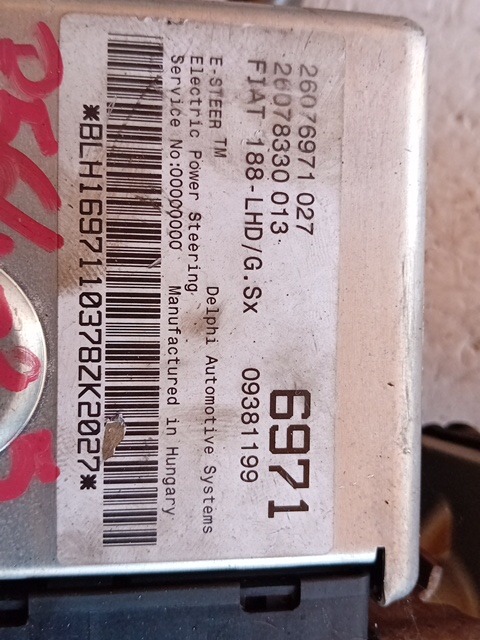 26076971 027
26078330 013
FIAT 188-LHD/G.Sx
09381199
6971
E-STEER TM
Electric Power Steering
Delphi Automotive Systems
Service No:00000000
Manufactured in Hungary
*BLH1697110378ZK2027*